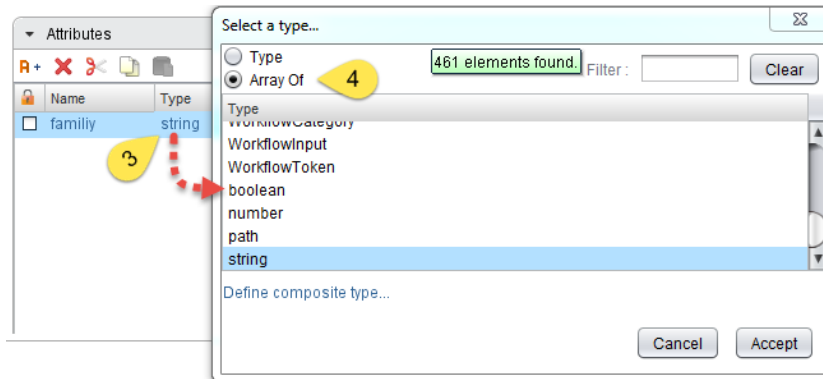 Attributes
A+
Name Type
familiy string
3
Select a type...
Type
Array Of
4
461 elements found.
Filter :
Clear
Type
WorkflowCategory
WorkflowInput
WorkflowToken
boolean
number
path
string
Define composite type...
Cancel Accept